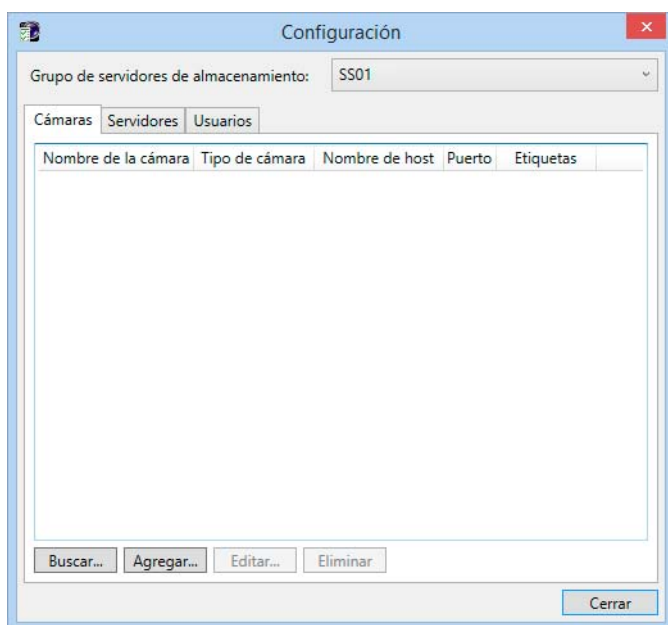 Configuración
Grupo de servidores de almacenamiento: SS01
Cámaras Servidores Usuarios
Nombre de la cámara Tipo de cámara Nombre de host Puerto Etiquetas
Buscar... Agregar... Editar... Eliminar
Cerrar